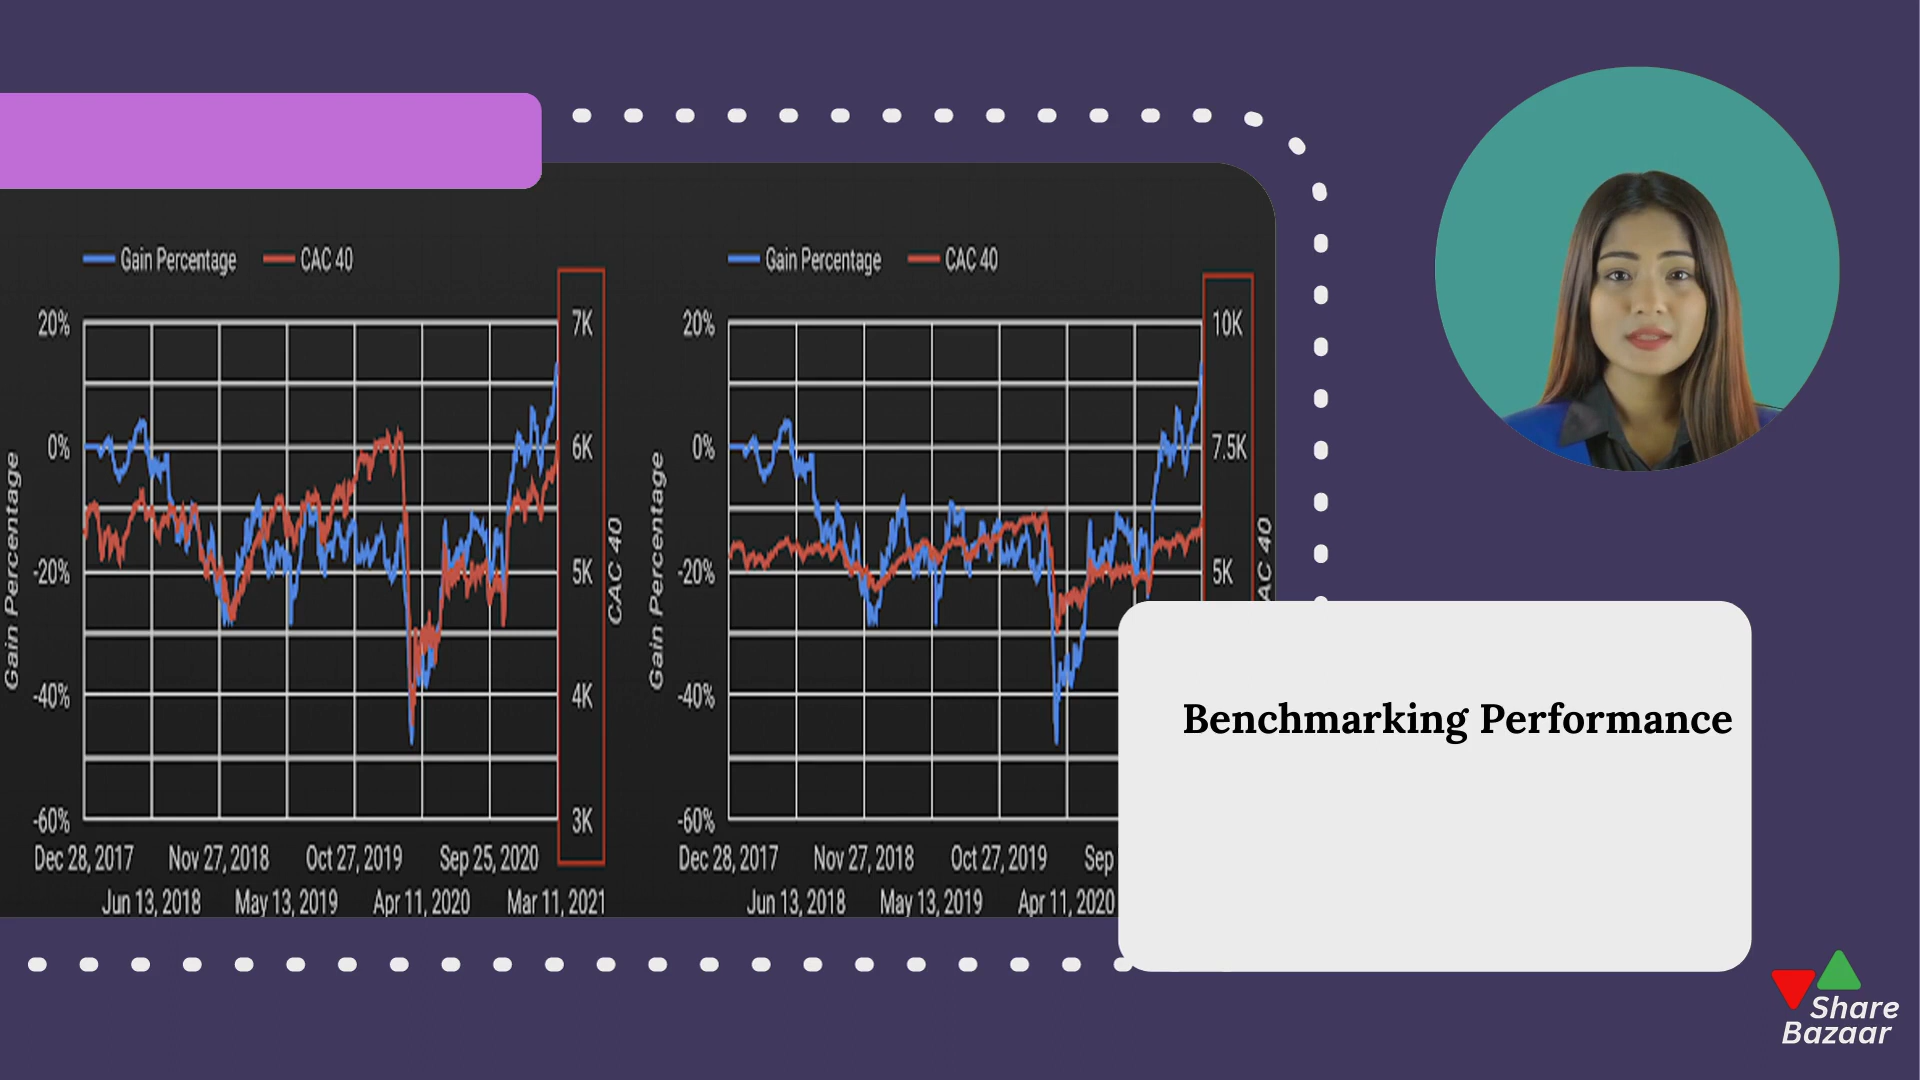 Gain Percentage CAC 40
20%
0%
-20%
-40%
-60%
Gain Percentage
7K
6K
5K
4K
3K
CAC 40
Dec 28, 2017 Nov 27, 2018 Oct 27, 2019 Sep 25, 2020
Jun 13, 2018 May 13, 2019 Apr 11, 2020 Mar 11, 2021
Gain Percentage CAC 40
20%
0%
-20%
-40%
-60%
Gain Percentage
10K
7.5K
5K
AC 40
Dec 28, 2017 Nov 27, 2018 Oct 27, 2019 Sep
Jun 13, 2018 May 13, 2019 Apr 11, 2020
Benchmarking Performance
Share
Bazaar